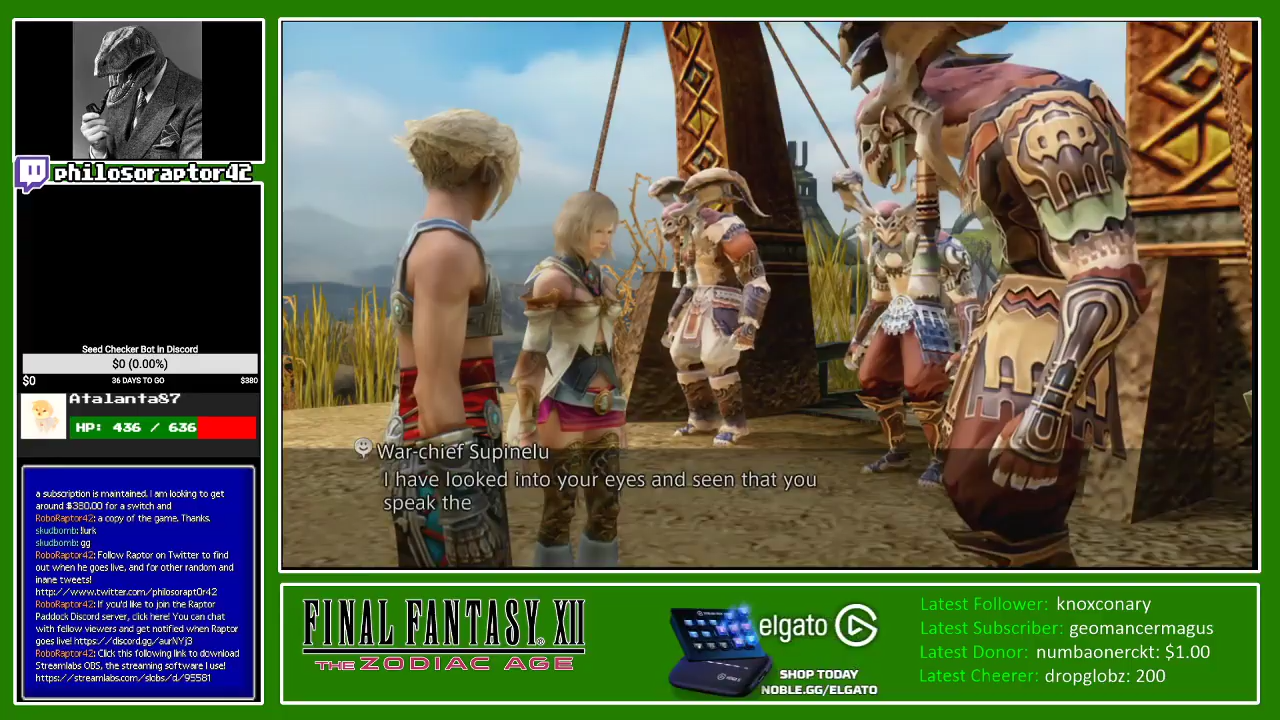 philosoraptor42
Seed Checker Bot In Discord
$0 (0.00%)
$0 36 DAYS TO GO $380
Atalanta87
HP: 436 / 636
a subscription is maintained. I am looking to get
around $380.00 for a switch and
RoboRaptor42: a copy of the game. Thanks.
skudbomb: !lurk
skudbomb: gg
RoboRaptor42: Follow Raptor on Twitter to find
out when he goes live, and for other random and
inane tweets!
http://www.twitter.com/philosorapt0r42
RoboRaptor42: If you'd like to join the Raptor
Paddock Discord server, click here! You can chat
with fellow viewers and get notified when Raptor
goes live! https://discord.gg/aurNYj3
RoboRaptor42: Click this following link to download
Streamlabs OBS, the streaming software I use!
https://streamlabs.com/slobs/d/95581
War-chief Supinelu
I have looked into your eyes and seen that you
speak the
FINAL FANTASY XII
THE ZODIAC AGE
elgato
SHOP TODAY
NOBLE.GG/ELGATO
Latest Follower: knoxconary
Latest Subscriber: geomancermagus
Latest Donor: numbaonerckt: $1.00
Latest Cheerer: dropglobz: 200